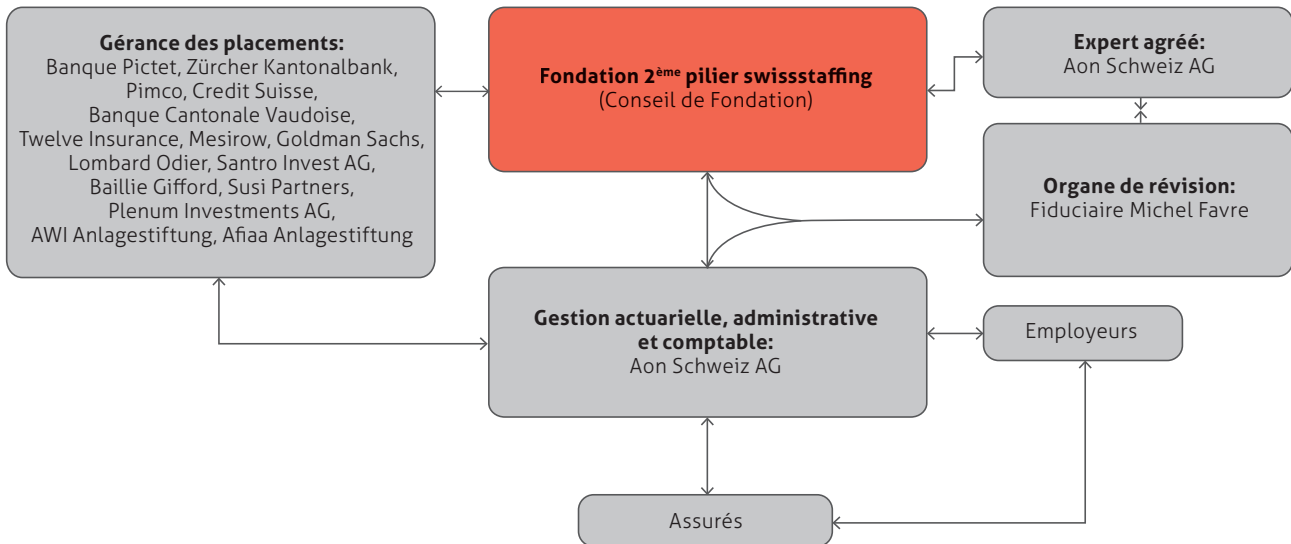 Gérance des placements:
Banque Pictet, Zürcher Kantonalbank,
Pimco, Credit Suisse,
Banque Cantonale Vaudoise,
Twelve Insurance, Mesirow, Goldman Sachs,
Lombard Odier, Santro Invest AG,
Baillie Gifford, Susi Partners,
Plenum Investments AG,
AWI Anlagestiftung, Afiaa Anlagestiftung
Fondation 2ème pilier swissstaffing
(Conseil de Fondation)
Expert agréé:
Aon Schweiz AG
Organe de révision:
Fiduciaire Michel Favre
Gestion actuarielle, administrative
et comptable:
Aon Schweiz AG
Employeurs
Assurés